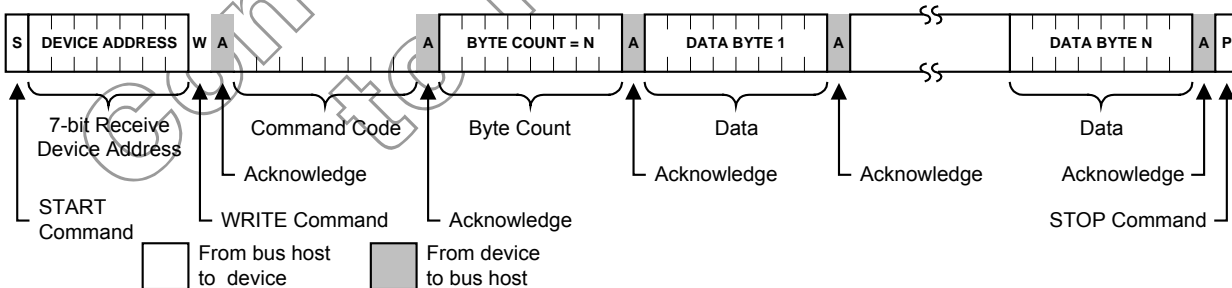 S DEVICE ADDRESS W A A BYTE COUNT = N A DATA BYTE 1 A DATA BYTE N A P
7-bit Receive
Device Address
Command Code
Byte Count
Data
Data
Acknowledge
Acknowledge
Acknowledge
Acknowledge
START
Command
WRITE Command
Acknowledge
STOP Command
From bus host
to device
From device
to bus host